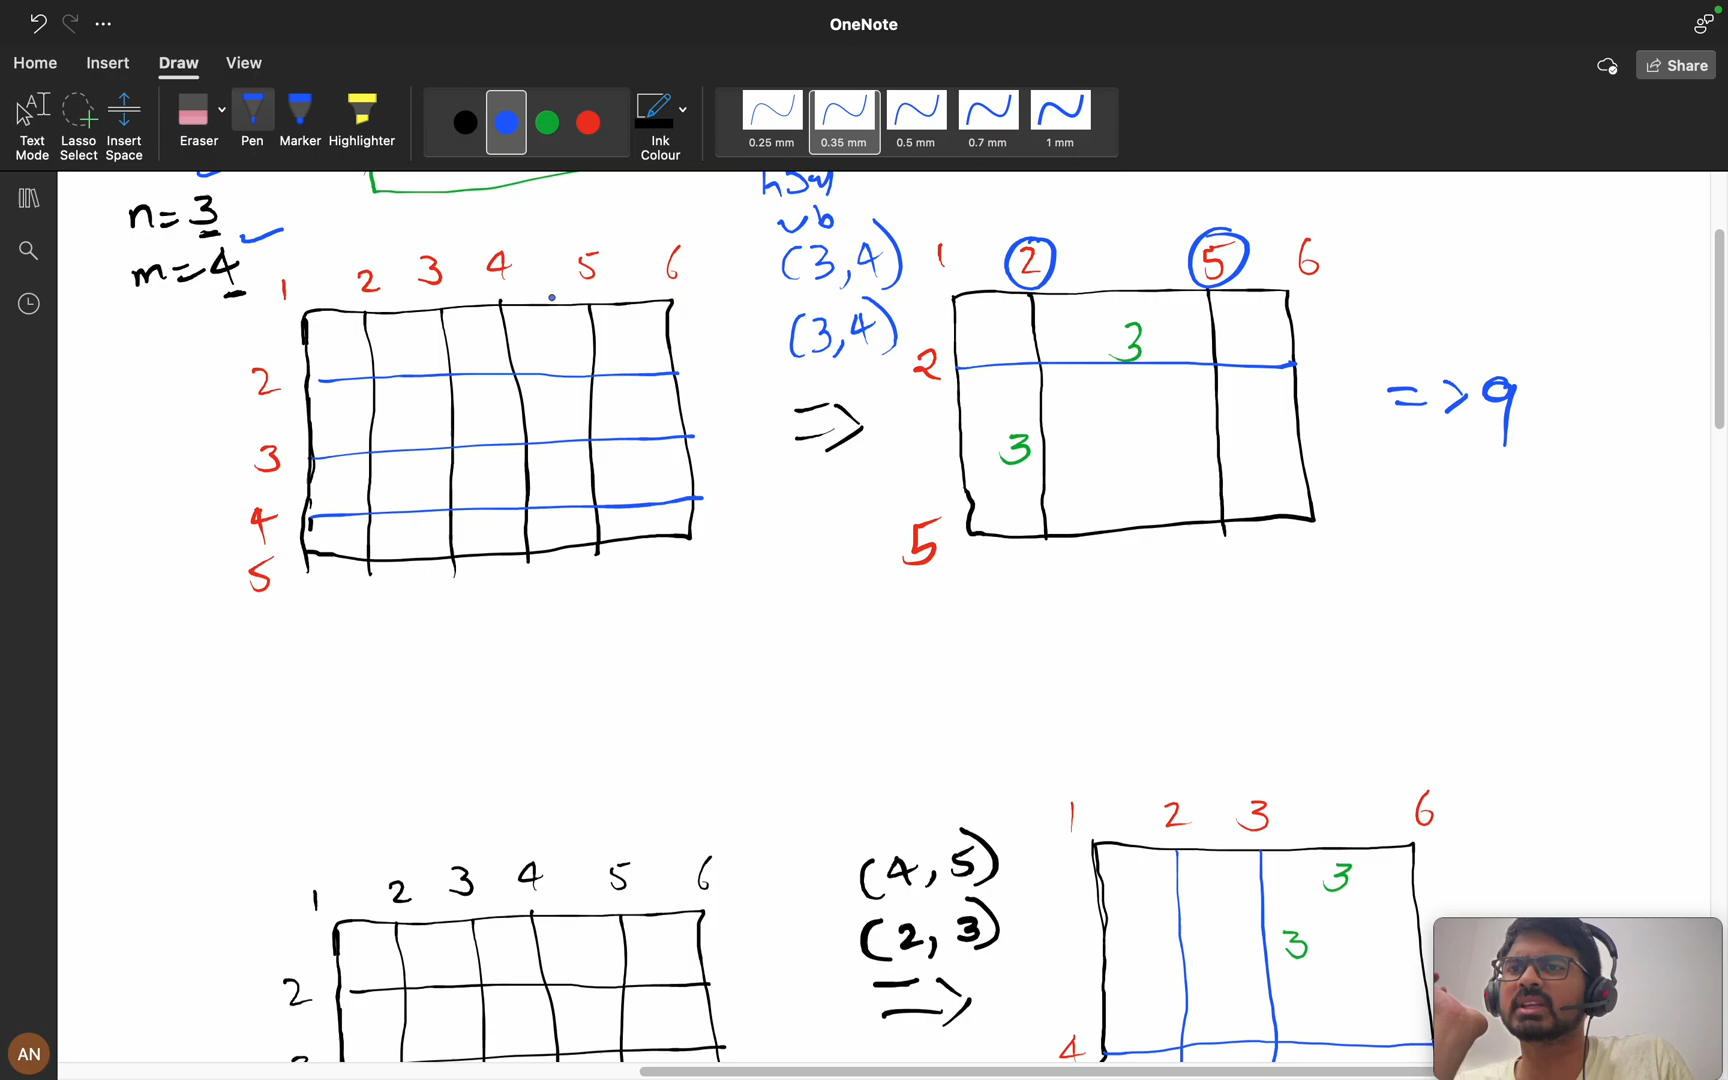 OneNote
Home Insert Draw View
Share
Text Mode
Lasso Select
Insert Space
Eraser
Pen
Marker
Highlighter
Ink Colour
0.25 mm
0.35 mm
0.5 mm
0.7 mm
1 mm
n=3
m=4
1 2 3 4 5 6
2
3
4
5
vb
(3,4)
(3,4)
=>
1 2 5 6
2
3
3
5
=>9
1 2 3 4 5 6
2
(4,5)
(2,3)
=>
1 2 3 6
3
3
4
AN